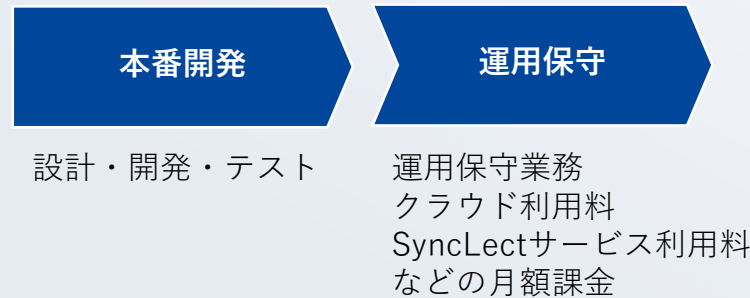 本番開発
運用保守
設計・開発・テスト
運用保守業務
クラウド利用料
SyncLectサービス利用料
などの月額課金